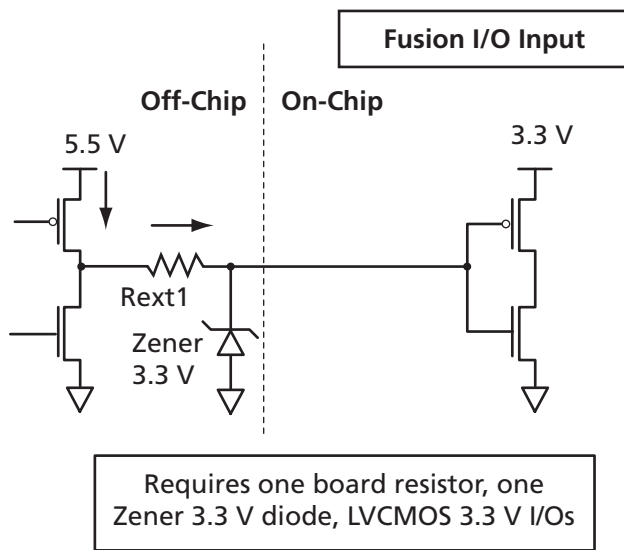 Fusion I/O Input
Off-Chip
On-Chip
5.5 V
3.3 V
Rext1
Zener
3.3 V
Requires one board resistor, one
Zener 3.3 V diode, LVCMOS 3.3 V I/Os